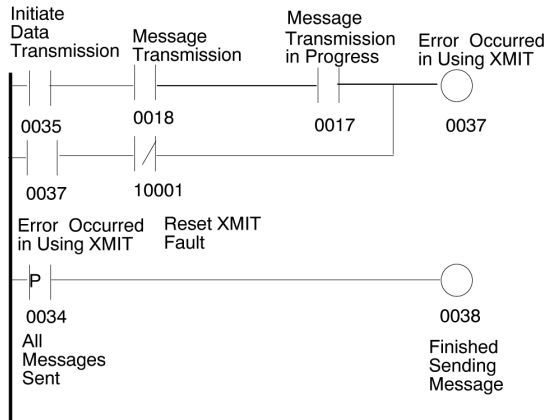 Initiate
Data
Transmission
Message
Transmission
Message
Transmission
in Progress
Error Occurred
in Using XMIT
0035
0018
0017
0037
0037
10001
Error Occurred
in Using XMIT
Reset XMIT
Fault
P
0034
0038
All
Messages
Sent
Finished
Sending
Message